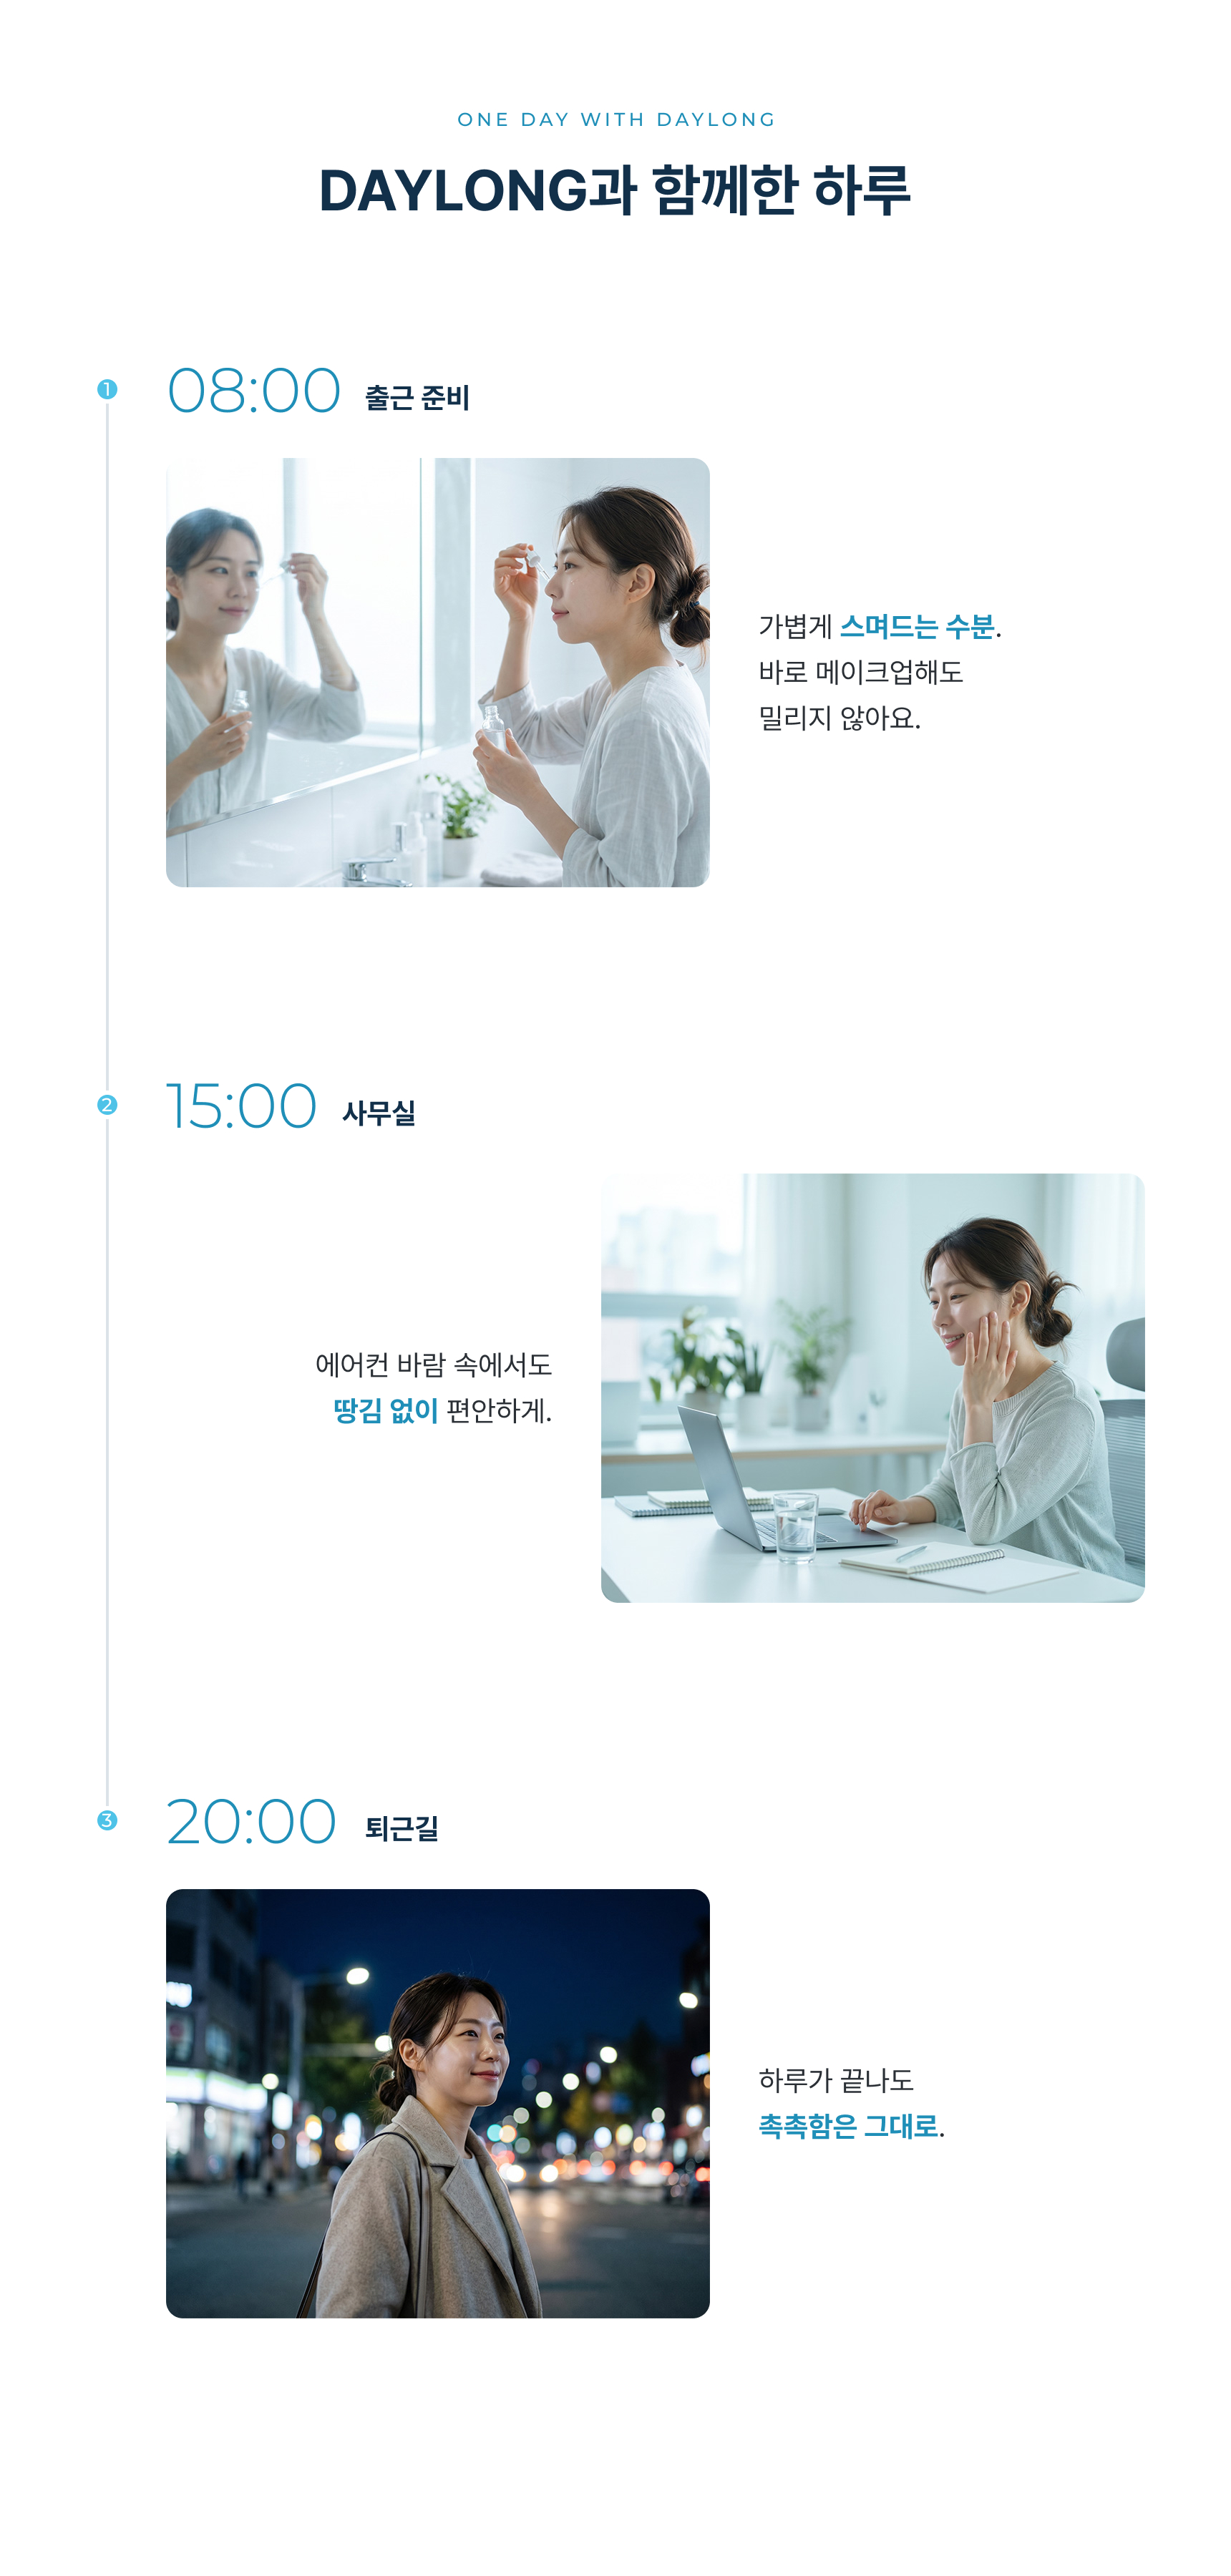 ONE DAY WITH DAYLONG
DAYLONG과 함께한 하루
1
08:00 출근 준비
가볍게 스며드는 수분.
바로 메이크업해도
밀리지 않아요.
2
15:00 사무실
에어컨 바람 속에서도
땅김 없이 편안하게.
3
20:00 퇴근길
하루가 끝나도
촉촉함은 그대로.